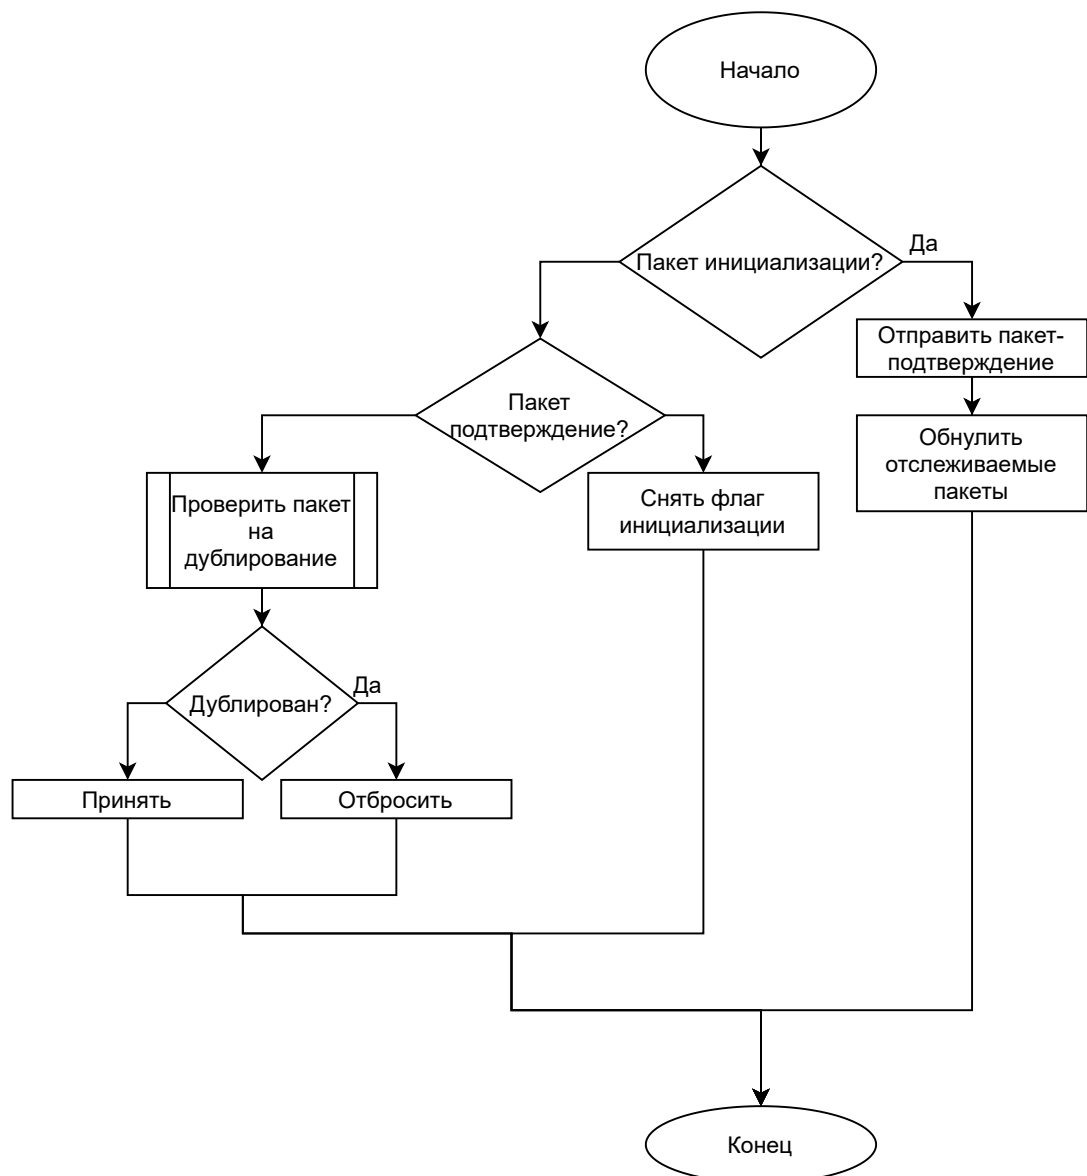 Начало
Пакет инициализации?
Да
Отправить пакет-
подтверждение
Обнулить
отслеживаемые
пакеты
Пакет
подтверждение?
Снять флаг
инициализации
Проверить пакет
на
дублирование
Дублирован?
Да
Принять
Отбросить
Конец